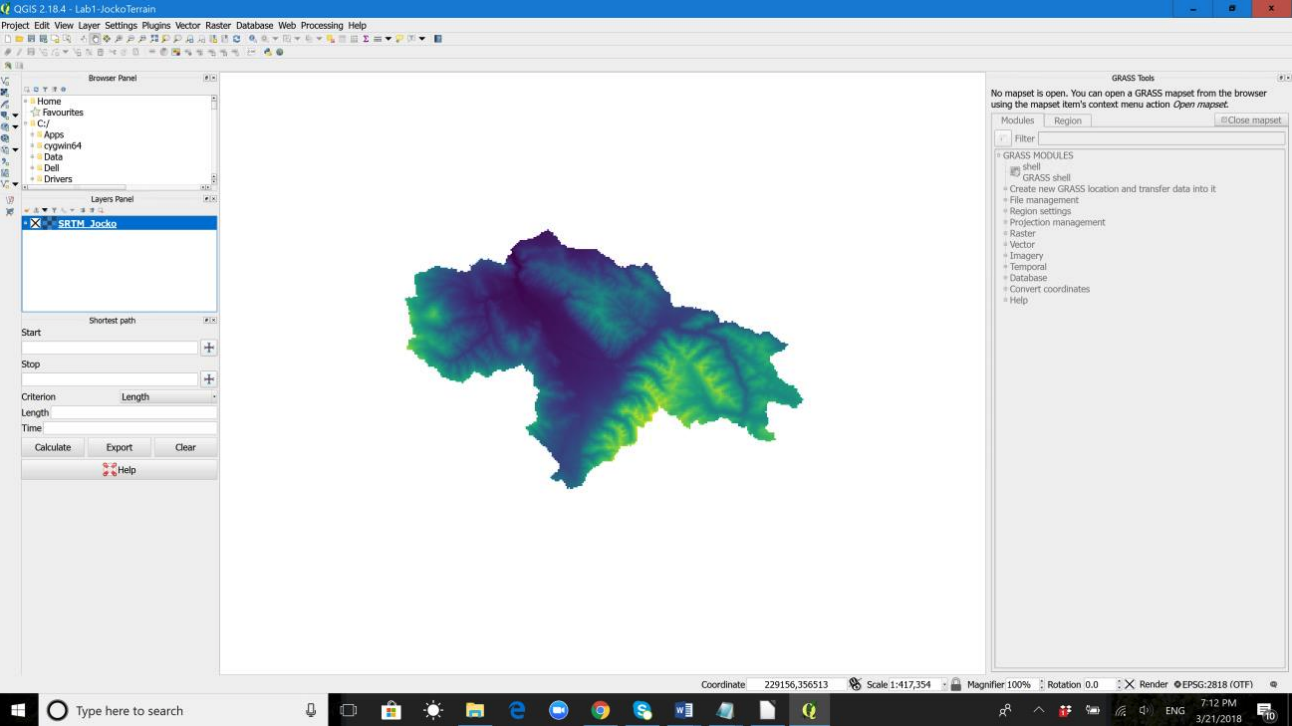 QGIS 2.18.4 - Lab1-JockoTerrain
Project Edit View Layer Settings Plugins Vector Raster Database Web Processing Help
Browser Panel
Home
Favourites
C:/
Apps
cygwin64
Data
Dell
Drivers
Layers Panel
SRTM_Jocko
Shortest path
Start
Stop
Criterion Length
Length
Time
Calculate Export Clear
Help
GRASS Tools
No mapset is open. You can open a GRASS mapset from the browser
using the mapset item's context menu action Open mapset.
Modules Region Close mapset
Filter
GRASS MODULES
shell
GRASS shell
Create new GRASS location and transfer data into it
File management
Region settings
Projection management
Raster
Vector
Imagery
Temporal
Database
Convert coordinates
Help
Coordinate 229156,356513 Scale 1:417,354 Magnifier 100% Rotation 0.0 Render EPSG:2818 (OTF)
Type here to search
ENG
7:12 PM
3/21/2018
10